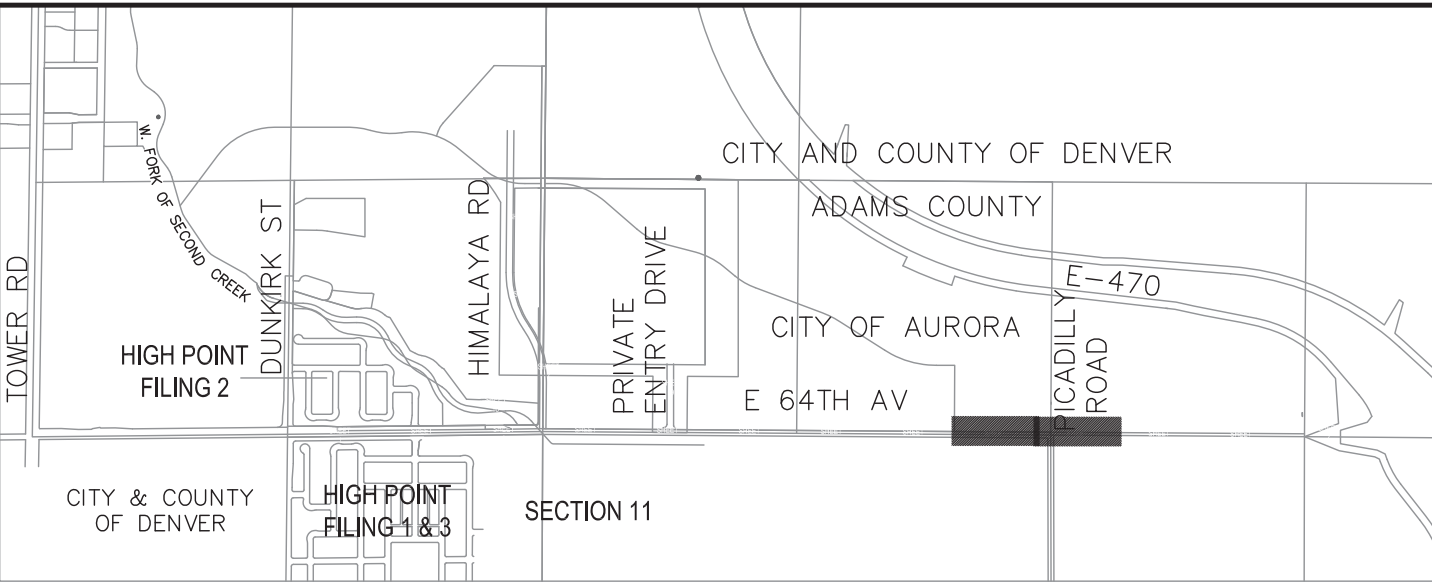 CITY AND COUNTY OF DENVER
ADAMS COUNTY
W. FORK OF SECOND CREEK
TOWER RD
DUNKIRK ST
HIMALAYA RD
PRIVATE
ENTRY DRIVE
E-470
CITY OF AURORA
PICADILLY
ROAD
HIGH POINT
FILING 2
E 64TH AV
CITY & COUNTY
OF DENVER
HIGH POINT
FILING 1 & 3
SECTION 11